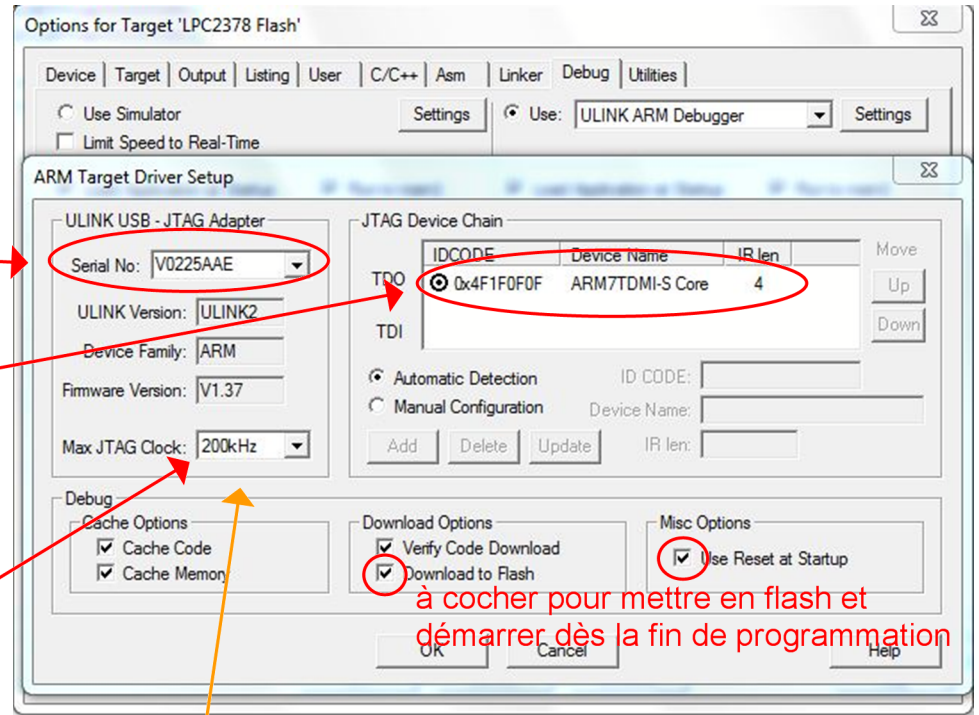 Options for Target 'LPC2378 Flash'
Device Target Output Listing User C/C++ Asm Linker Debug Utilities
Use Simulator Settings Use: ULINK ARM Debugger Settings
Limit Speed to Real-Time
ARM Target Driver Setup
ULINK USB - JTAG Adapter
Serial No: V0225AAE
ULINK Version: ULINK2
Device Family: ARM
Firmware Version: V1.37
Max JTAG Clock: 200kHz
JTAG Device Chain
IDCODE Device Name IR len Move
TDO 0x4F1F0F0F ARM7TDMI-S Core 4 Up
TDI Down
Automatic Detection ID CODE:
Manual Configuration Device Name:
Add Delete Update IR len:
Debug
Cache Options
Cache Code
Cache Memory
Download Options
Verify Code Download
Download to Flash
Misc Options
Use Reset at Startup
à cocher pour mettre en flash et
démarrer dès la fin de programmation
OK Cancel Help